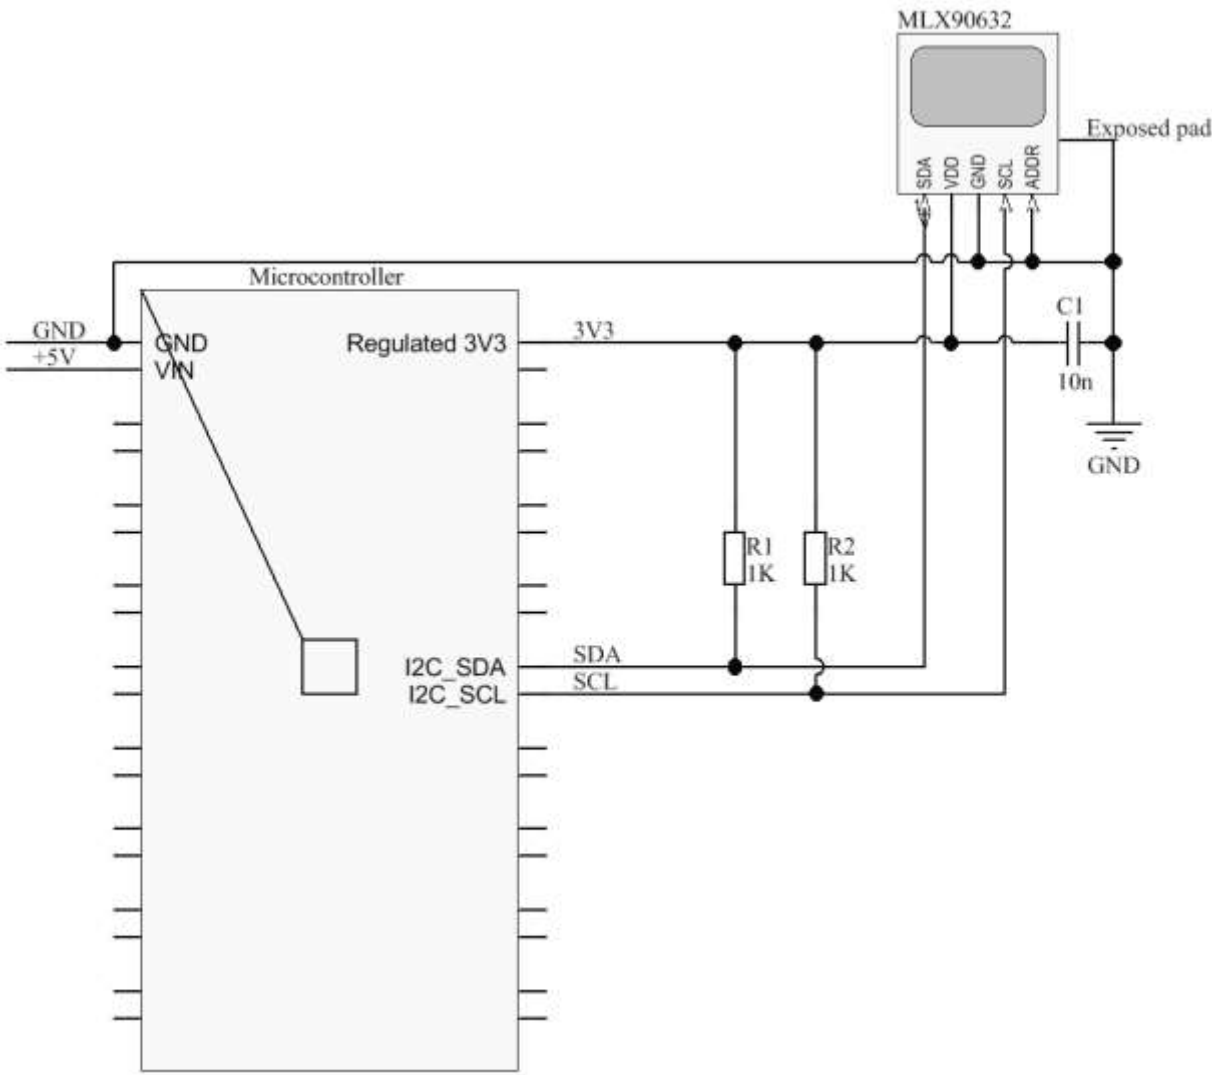 MLX90632
Exposed pad
SDA
VDD
GND
SCL
ADDR
Microcontroller
GND
+5V
GND
VIN
Regulated 3V3
3V3
C1
10n
GND
R1
1K
R2
1K
I2C_SDA
I2C_SCL
SDA
SCL